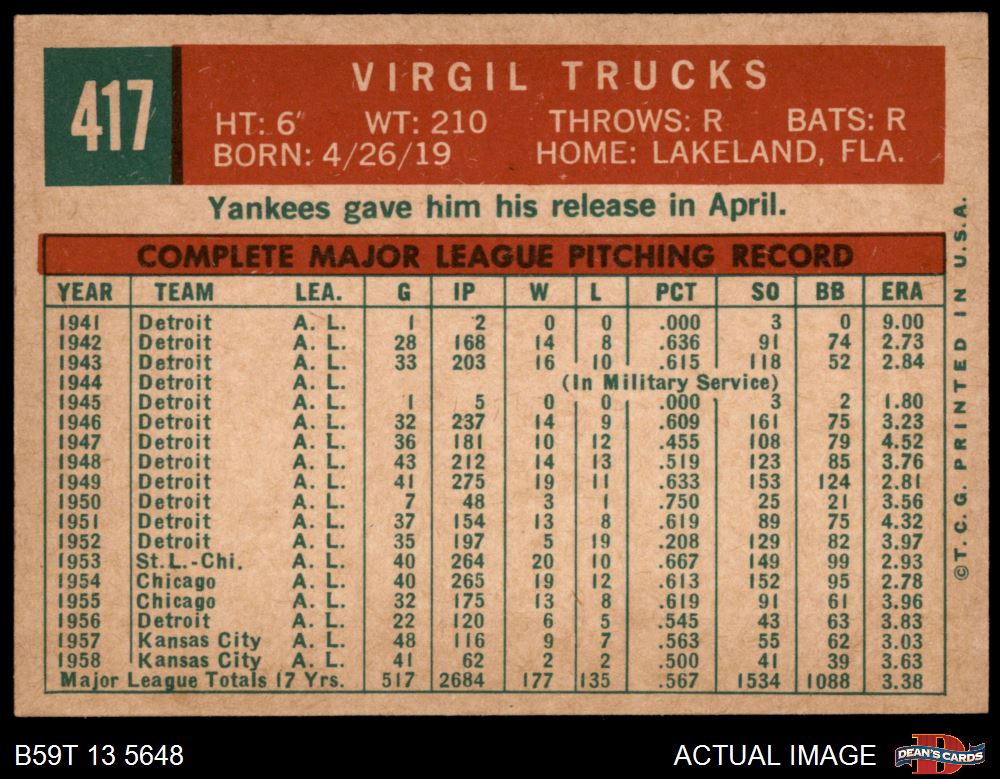 417
VIRGIL TRUCKS
HT: 6" WT: 210 THROWS: R BATS: R
BORN: 4/26/19 HOME: LAKELAND, FLA.
Yankees gave him his release in April.
COMPLETE MAJOR LEAGUE PITCHING RECORD
YEAR TEAM LEA. G IP W L PCT SO BB ERA
1941 Detroit A. L. 1 2 0 0 .000 3 0 9.00
1942 Detroit A. L. 28 168 14 8 .636 91 74 2.73
1943 Detroit A. L. 33 203 16 10 .615 118 52 2.84
1944 Detroit A. L. (In Military Service)
1945 Detroit A. L. 1 5 0 0 .000 3 2 1.80
1946 Detroit A. L. 32 237 14 9 .609 161 75 3.23
1947 Detroit A. L. 36 181 10 12 .455 108 79 4.52
1948 Detroit A. L. 43 212 14 13 .519 123 85 3.76
1949 Detroit A. L. 41 275 19 11 .633 153 124 2.81
1950 Detroit A. L. 7 48 3 1 .750 25 21 3.56
1951 Detroit A. L. 37 154 13 8 .619 89 75 4.32
1952 Detroit A. L. 35 197 5 19 .208 129 82 3.97
1953 St.L.-Chi. A. L. 40 264 20 10 .667 149 99 2.93
1954 Chicago A. L. 40 265 19 12 .613 152 95 2.78
1955 Chicago A. L. 32 175 13 8 .619 91 61 3.96
1956 Detroit A. L. 22 120 6 5 .545 43 63 3.83
1957 Kansas City A. L. 48 116 9 7 .563 55 62 3.03
1958 Kansas City A. L. 41 62 2 2 .500 41 39 3.63
Major League Totals 17 Yrs. 517 2684 177 135 .567 1534 1088 3.38
© T. C. G. PRINTED IN U.S.A.
B59T 13 5648
ACTUAL IMAGE
D
DEAN'S CARDS